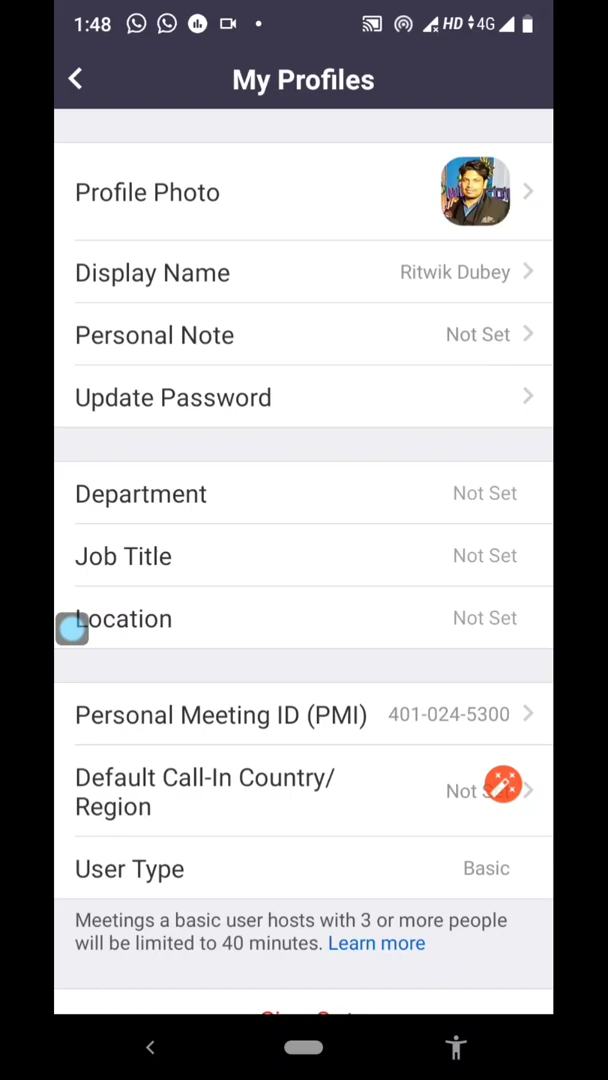 1:48 HD 4G
My Profiles
Profile Photo
Display Name Ritwik Dubey
Personal Note Not Set
Update Password
Department Not Set
Job Title Not Set
Location Not Set
Personal Meeting ID (PMI) 401-024-5300
Default Call-In Country/
Region Not
User Type Basic
Meetings a basic user hosts with 3 or more people
will be limited to 40 minutes. Learn more